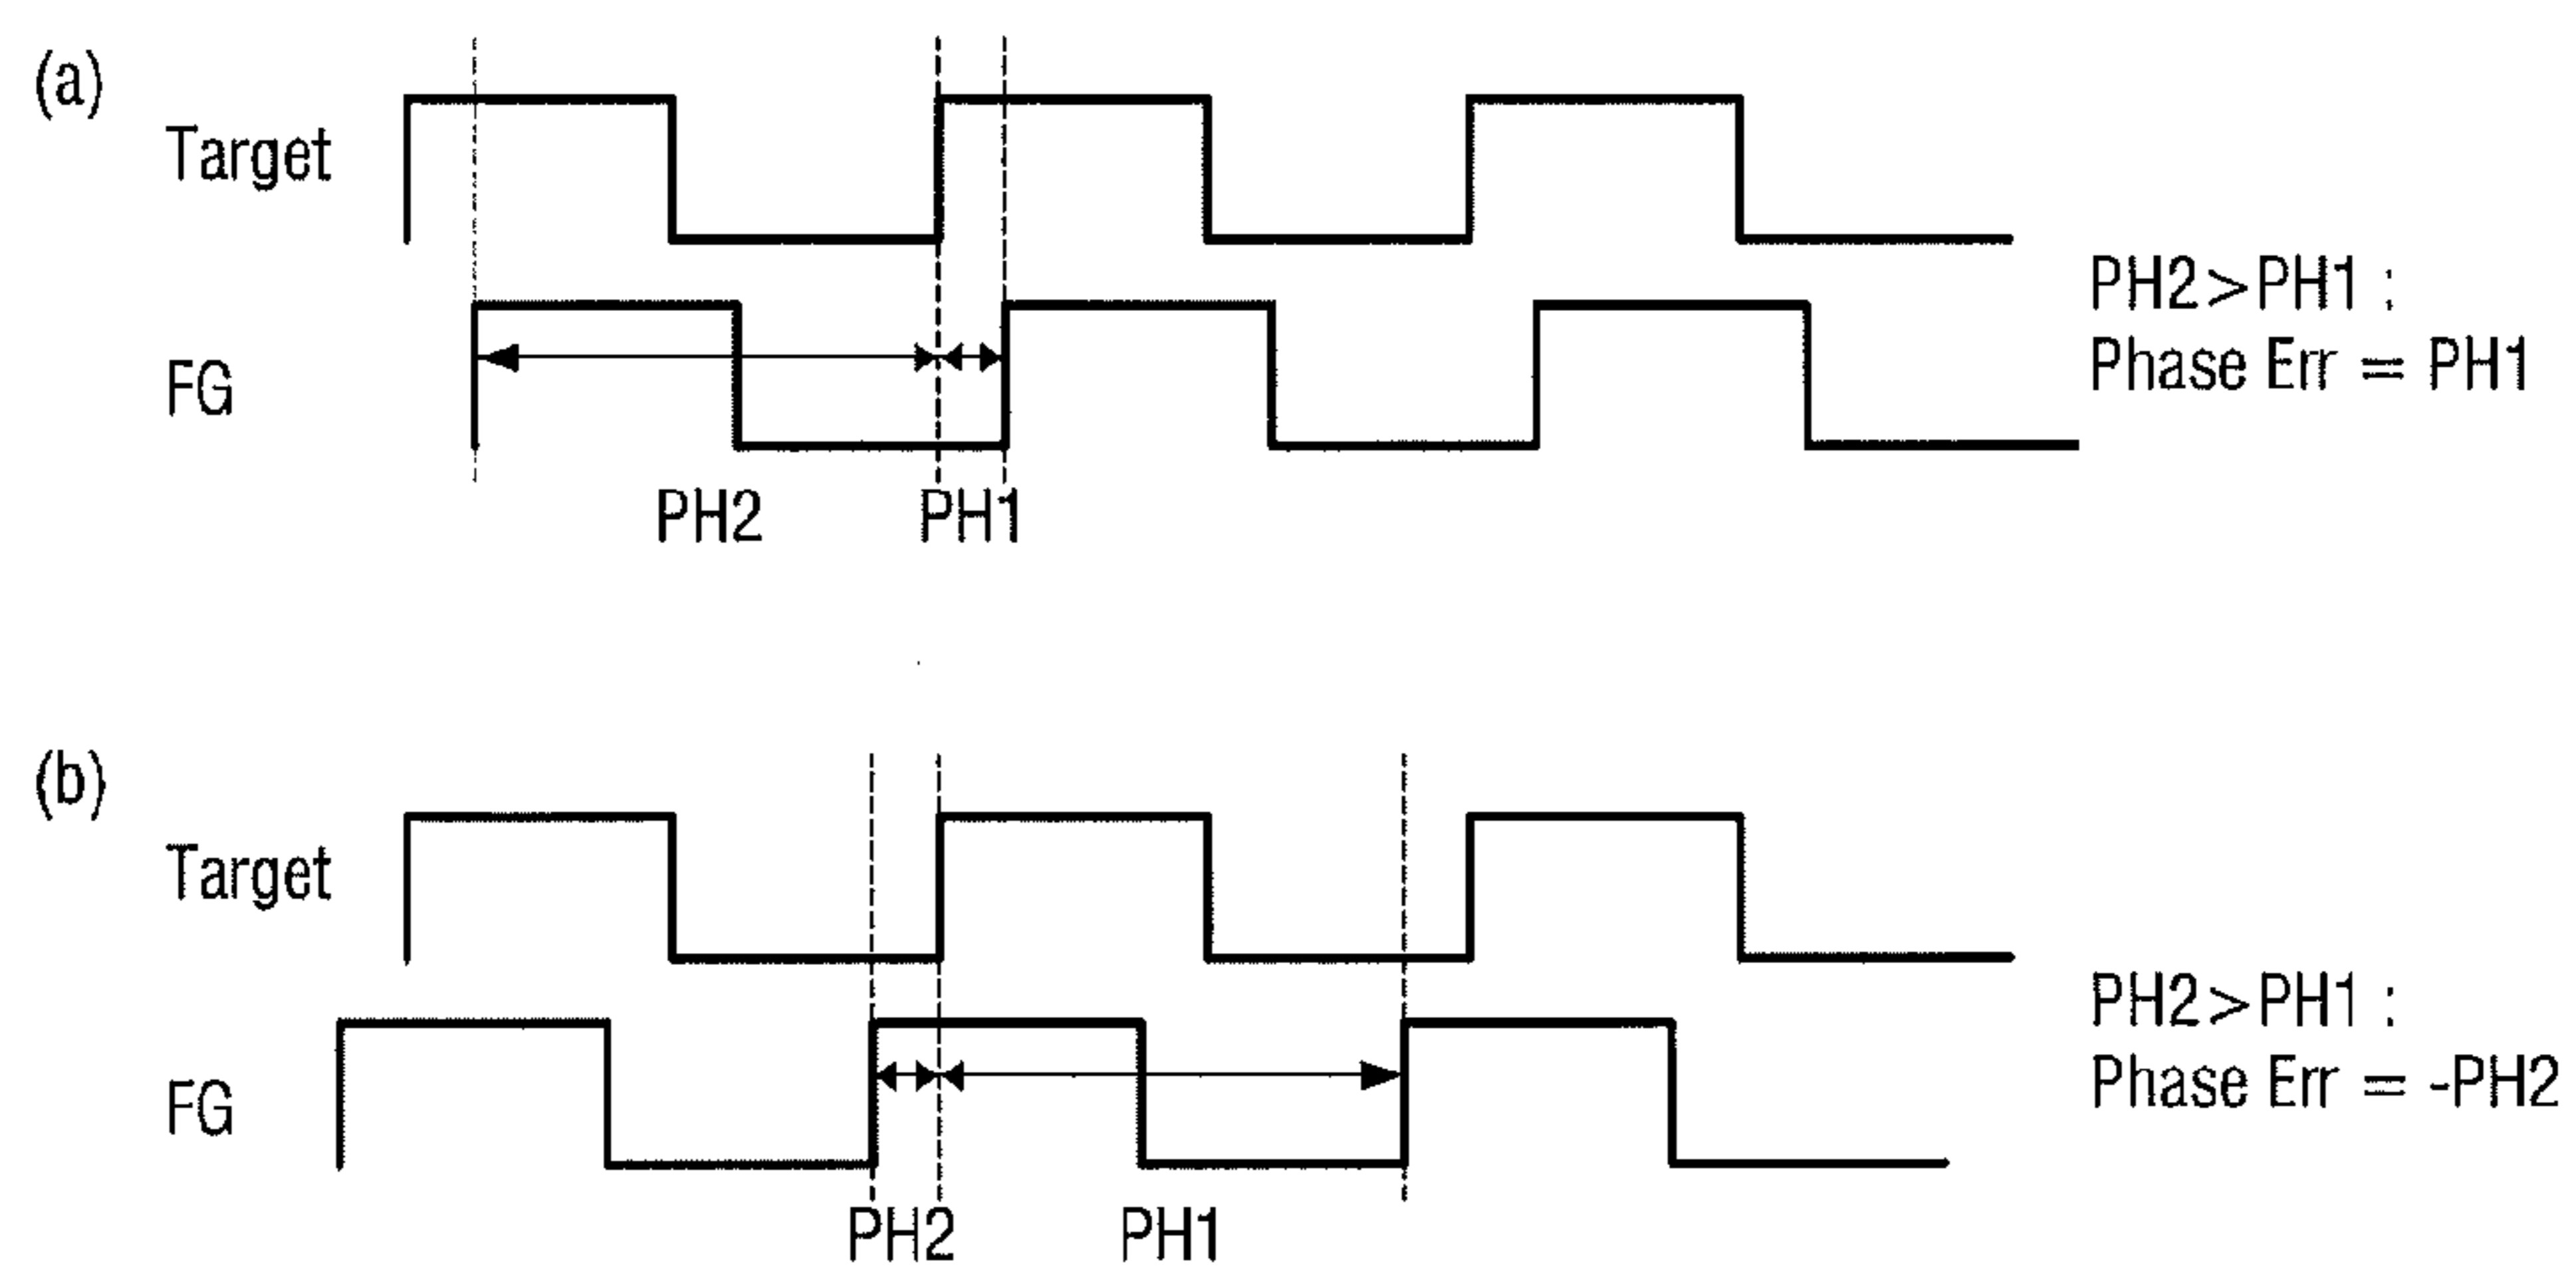 (a)
Target
FG
PH2 PH1
PH2>PH1 :
Phase Err = PH1
(b)
Target
FG
PH2 PH1
PH2>PH1 :
Phase Err = -PH2